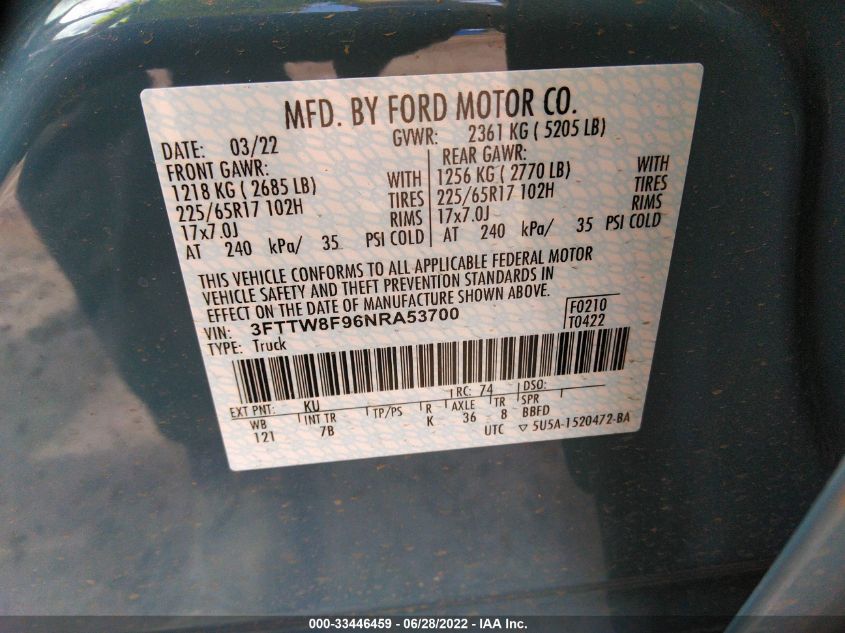 MFD. BY FORD MOTOR CO.
DATE: 03/22 GVWR: 2361 KG ( 5205 LB)
FRONT GAWR: REAR GAWR:
1218 KG ( 2685 LB) WITH 1256 KG ( 2770 LB) WITH
225/65R17 102H TIRES 225/65R17 102H TIRES
17x7.0J RIMS 17x7.0J RIMS
AT 240 kPa/ 35 PSI COLD AT 240 kPa/ 35 PSI COLD
THIS VEHICLE CONFORMS TO ALL APPLICABLE FEDERAL MOTOR
VEHICLE SAFETY AND THEFT PREVENTION STANDARDS IN
EFFECT ON THE DATE OF MANUFACTURE SHOWN ABOVE.
VIN: 3FTTW8F96NRA53700 F0210
TYPE: Truck T0422
EXT PNT: KU RC: 74 DSO:
WB INT TR TP/PS R AXLE TR SPR
121 7B K 36 8 BBFD
UTC ▽ 5U5A-1520472-BA
000-33446459 - 06/28/2022 - IAA Inc.